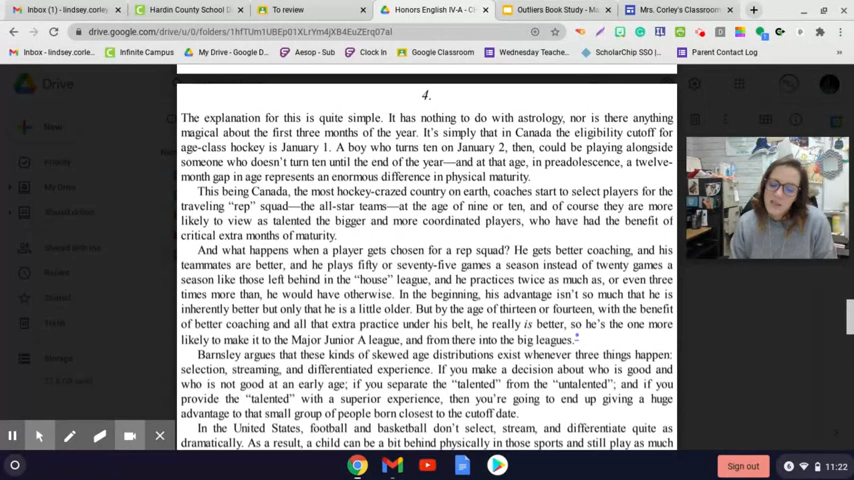 Inbox (1) - lindsey.corley
Hardin County School D
To review
Honors English IV-A - C
Outliers Book Study - Ma
Mrs. Corley's Classroom
drive.google.com/drive/u/0/folders/1hfTUm1UBEp01XLrYm4jXB4EuZErq07al
Inbox - lindsey.corle
Infinite Campus
My Drive - Google D
Aesop - Sub
Clock In
Google Classroom
Wednesday Teache
ScholarChip SSO |
Parent Contact Log
Drive
New
Priority
My Drive
Shared drives
Shared with me
Recent
Starred
Trash
Storage
4.
The explanation for this is quite simple. It has nothing to do with astrology, nor is there anything
magical about the first three months of the year. It's simply that in Canada the eligibility cutoff for
age-class hockey is January 1. A boy who turns ten on January 2, then, could be playing alongside
someone who doesn't turn ten until the end of the year—and at that age, in preadolescence, a twelve-
month gap in age represents an enormous difference in physical maturity.
This being Canada, the most hockey-crazed country on earth, coaches start to select players for the
traveling "rep" squad—the all-star teams—at the age of nine or ten, and of course they are more
likely to view as talented the bigger and more coordinated players, who have had the benefit of
critical extra months of maturity.
And what happens when a player gets chosen for a rep squad? He gets better coaching, and his
teammates are better, and he plays fifty or seventy-five games a season instead of twenty games a
season like those left behind in the "house" league, and he practices twice as much as, or even three
times more than, he would have otherwise. In the beginning, his advantage isn't so much that he is
inherently better but only that he is a little older. But by the age of thirteen or fourteen, with the benefit
of better coaching and all that extra practice under his belt, he really is better, so he's the one more
likely to make it to the Major Junior A league, and from there into the big leagues.*
Barnsley argues that these kinds of skewed age distributions exist whenever three things happen:
selection, streaming, and differentiated experience. If you make a decision about who is good and
who is not good at an early age; if you separate the "talented" from the "untalented"; and if you
provide the "talented" with a superior experience, then you're going to end up giving a huge
advantage to that small group of people born closest to the cutoff date.
In the United States, football and basketball don't select, stream, and differentiate quite as
dramatically. As a result, a child can be a bit behind physically in those sports and still play as much
Sign out
11:22